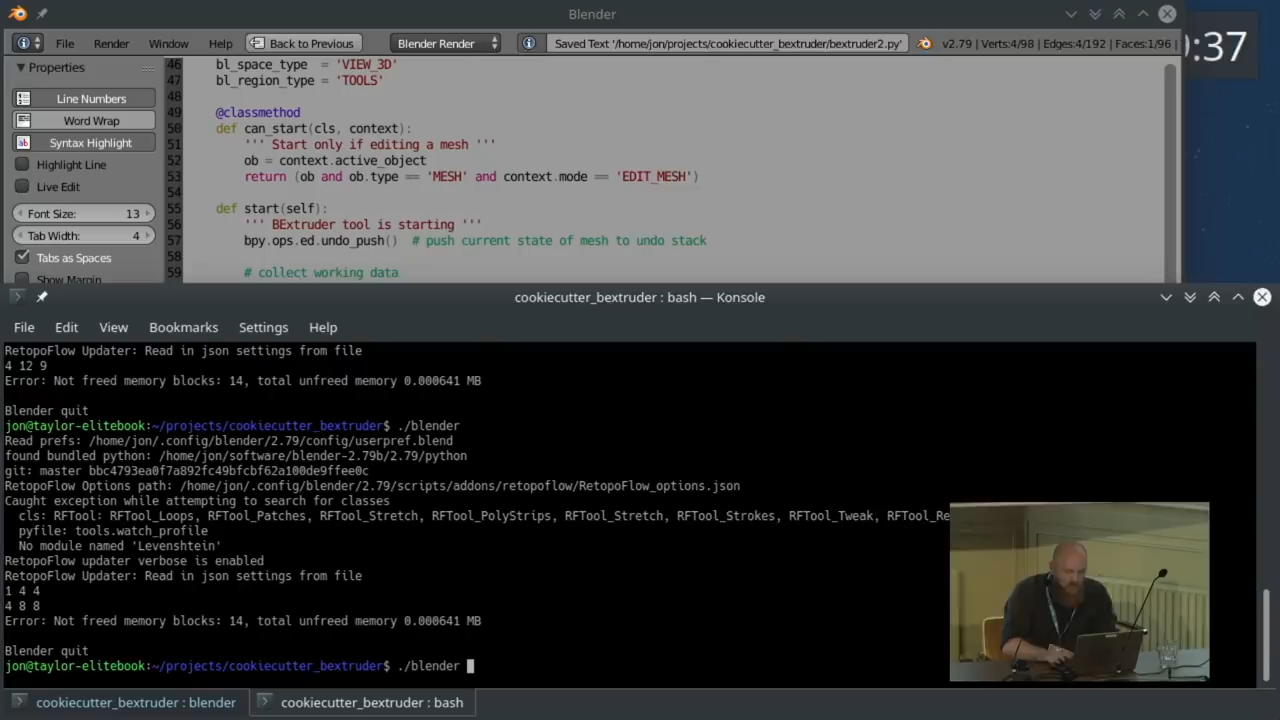 Blender
:37
File Render Window Help Back to Previous Blender Render Saved Text '/home/jon/projects/cookiecutter_bextruder/bextruder2.py' v2.79 | Verts:4/98 | Edges:4/192 | Faces:1/96 |
Properties
Line Numbers
Word Wrap
Syntax Highlight
Highlight Line
Live Edit
Font Size: 13
Tab Width: 4
Tabs as Spaces
Show Margin
46 bl_space_type = 'VIEW_3D'
47 bl_region_type = 'TOOLS'
48
49 @classmethod
50 def can_start(cls, context):
51 ''' Start only if editing a mesh '''
52 ob = context.active_object
53 return (ob and ob.type == 'MESH' and context.mode == 'EDIT_MESH')
54
55 def start(self):
56 ''' BExtruder tool is starting '''
57 bpy.ops.ed.undo_push() # push current state of mesh to undo stack
58
59 # collect working data
cookiecutter_bextruder : bash — Konsole
File Edit View Bookmarks Settings Help
RetopoFlow Updater: Read in json settings from file
4 12 9
Error: Not freed memory blocks: 14, total unfreed memory 0.000641 MB
Blender quit
jon@taylor-elitebook:~/projects/cookiecutter_bextruder$ ./blender
Read prefs: /home/jon/.config/blender/2.79/config/userpref.blend
found bundled python: /home/jon/software/blender-2.79b/2.79/python
git: master bbc4793ea0f7a892fc49bfcbf62a100de9ffee0c
RetopoFlow Options path: /home/jon/.config/blender/2.79/scripts/addons/retopoflow/RetopoFlow_options.json
Caught exception while attempting to search for classes
cls: RFTool: RFTool_Loops, RFTool_Patches, RFTool_Stretch, RFTool_PolyStrips, RFTool_Stretch, RFTool_Strokes, RFTool_Tweak, RFTool_Re
pyfile: tools.watch_profile
No module named 'Levenshtein'
RetopoFlow updater verbose is enabled
RetopoFlow Updater: Read in json settings from file
1 4 4
4 8 8
Error: Not freed memory blocks: 14, total unfreed memory 0.000641 MB
Blender quit
jon@taylor-elitebook:~/projects/cookiecutter_bextruder$ ./blender
cookiecutter_bextruder : blender
cookiecutter_bextruder : bash